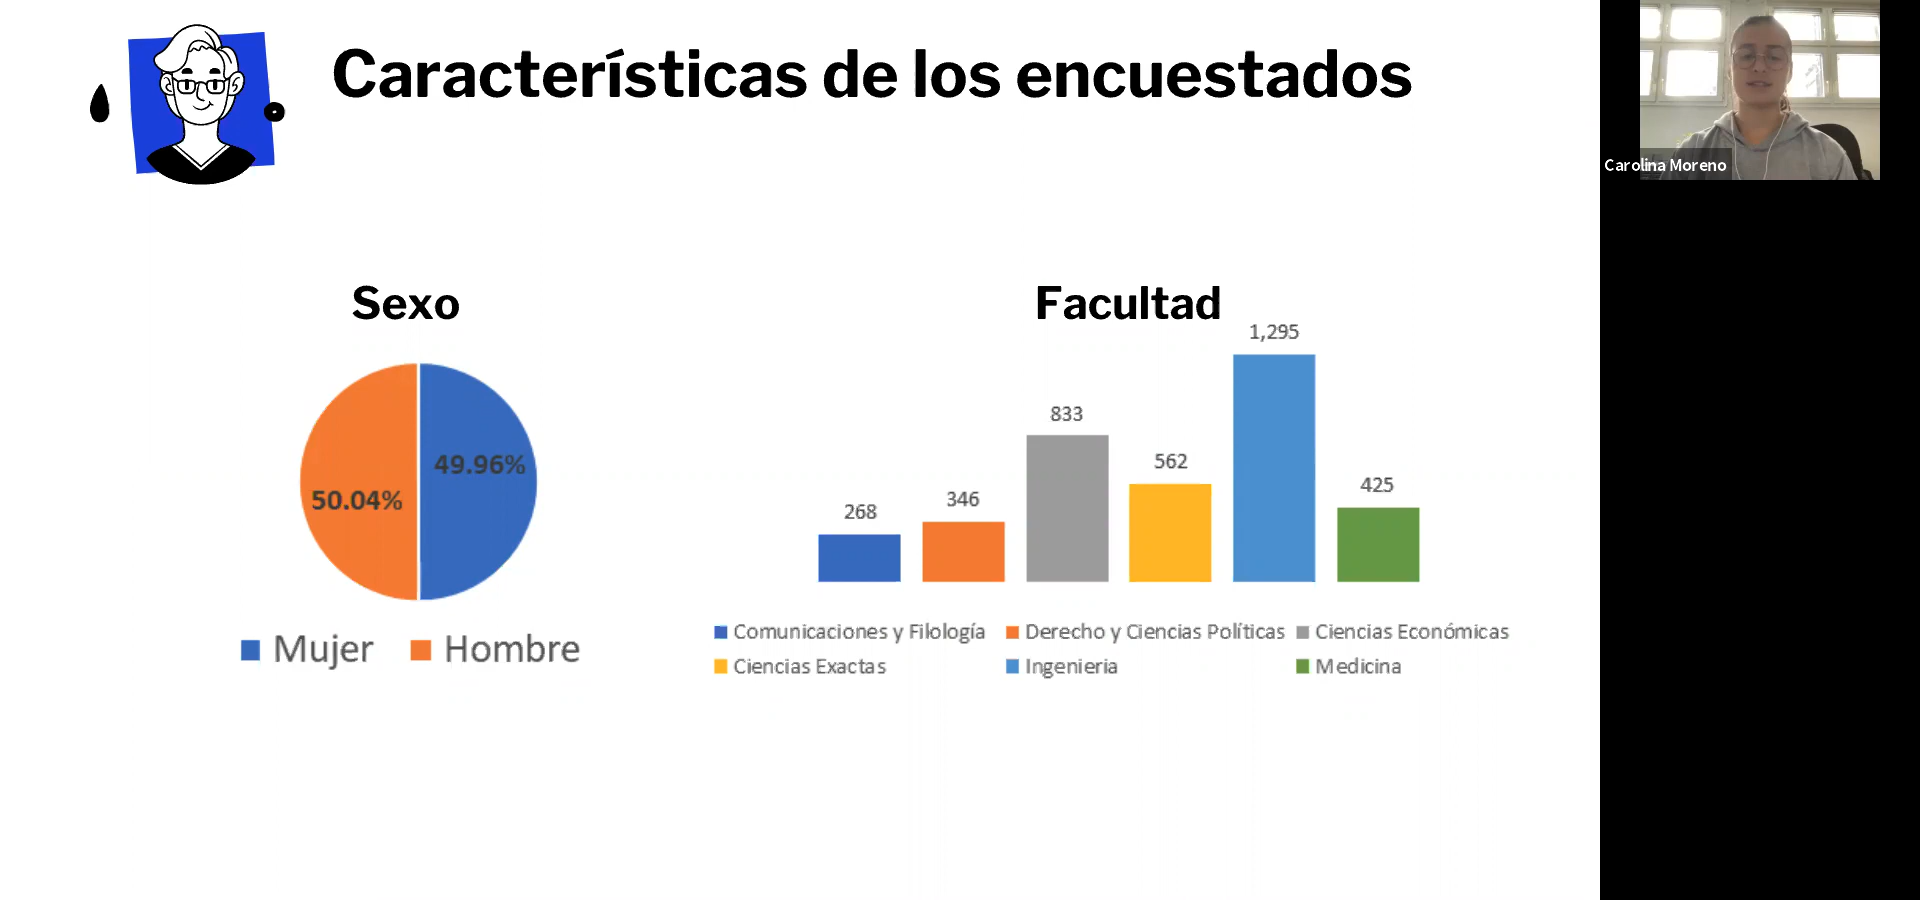 Características de los encuestados
Carolina Moreno
Sexo
Facultad
49.96%
50.04%
Mujer Hombre
1,295
833
562
425
346
268
Comunicaciones y Filología Derecho y Ciencias Políticas Ciencias Económicas
Ciencias Exactas Ingenieria Medicina